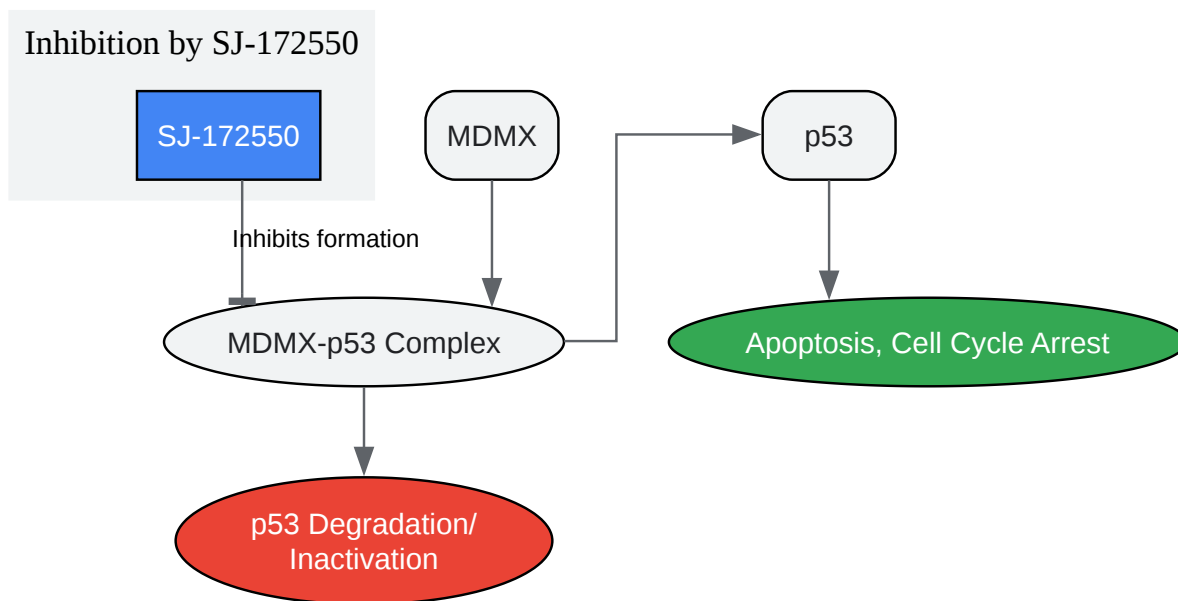 Inhibition by SJ-172550
SJ-172550
MDMX
p53
Inhibits formation
MDMX-p53 Complex
Apoptosis, Cell Cycle Arrest
p53 Degradation/
Inactivation